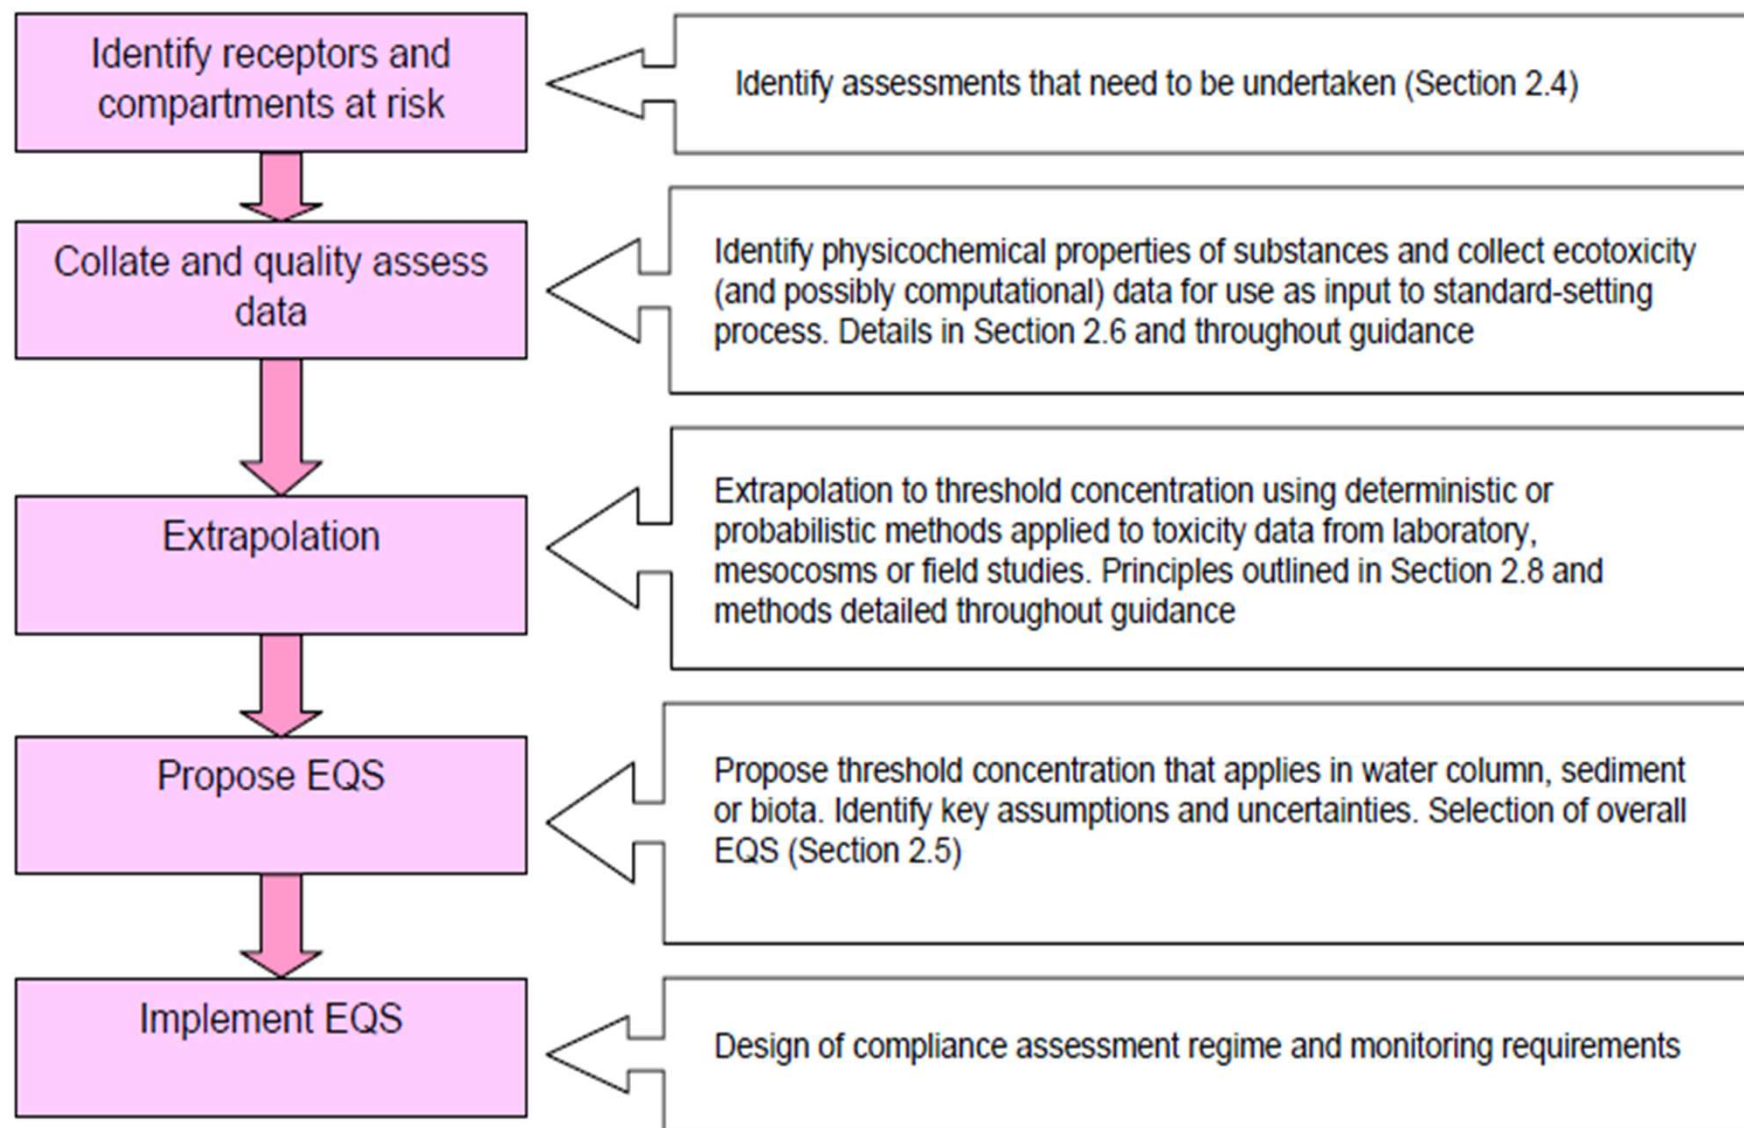 Identify receptors and
compartments at risk
Identify assessments that need to be undertaken (Section 2.4)
Collate and quality assess
data
Identify physicochemical properties of substances and collect ecotoxicity
(and possibly computational) data for use as input to standard-setting
process. Details in Section 2.6 and throughout guidance
Extrapolation
Extrapolation to threshold concentration using deterministic or
probabilistic methods applied to toxicity data from laboratory,
mesocosms or field studies. Principles outlined in Section 2.8 and
methods detailed throughout guidance
Propose EQS
Propose threshold concentration that applies in water column, sediment
or biota. Identify key assumptions and uncertainties. Selection of overall
EQS (Section 2.5)
Implement EQS
Design of compliance assessment regime and monitoring requirements